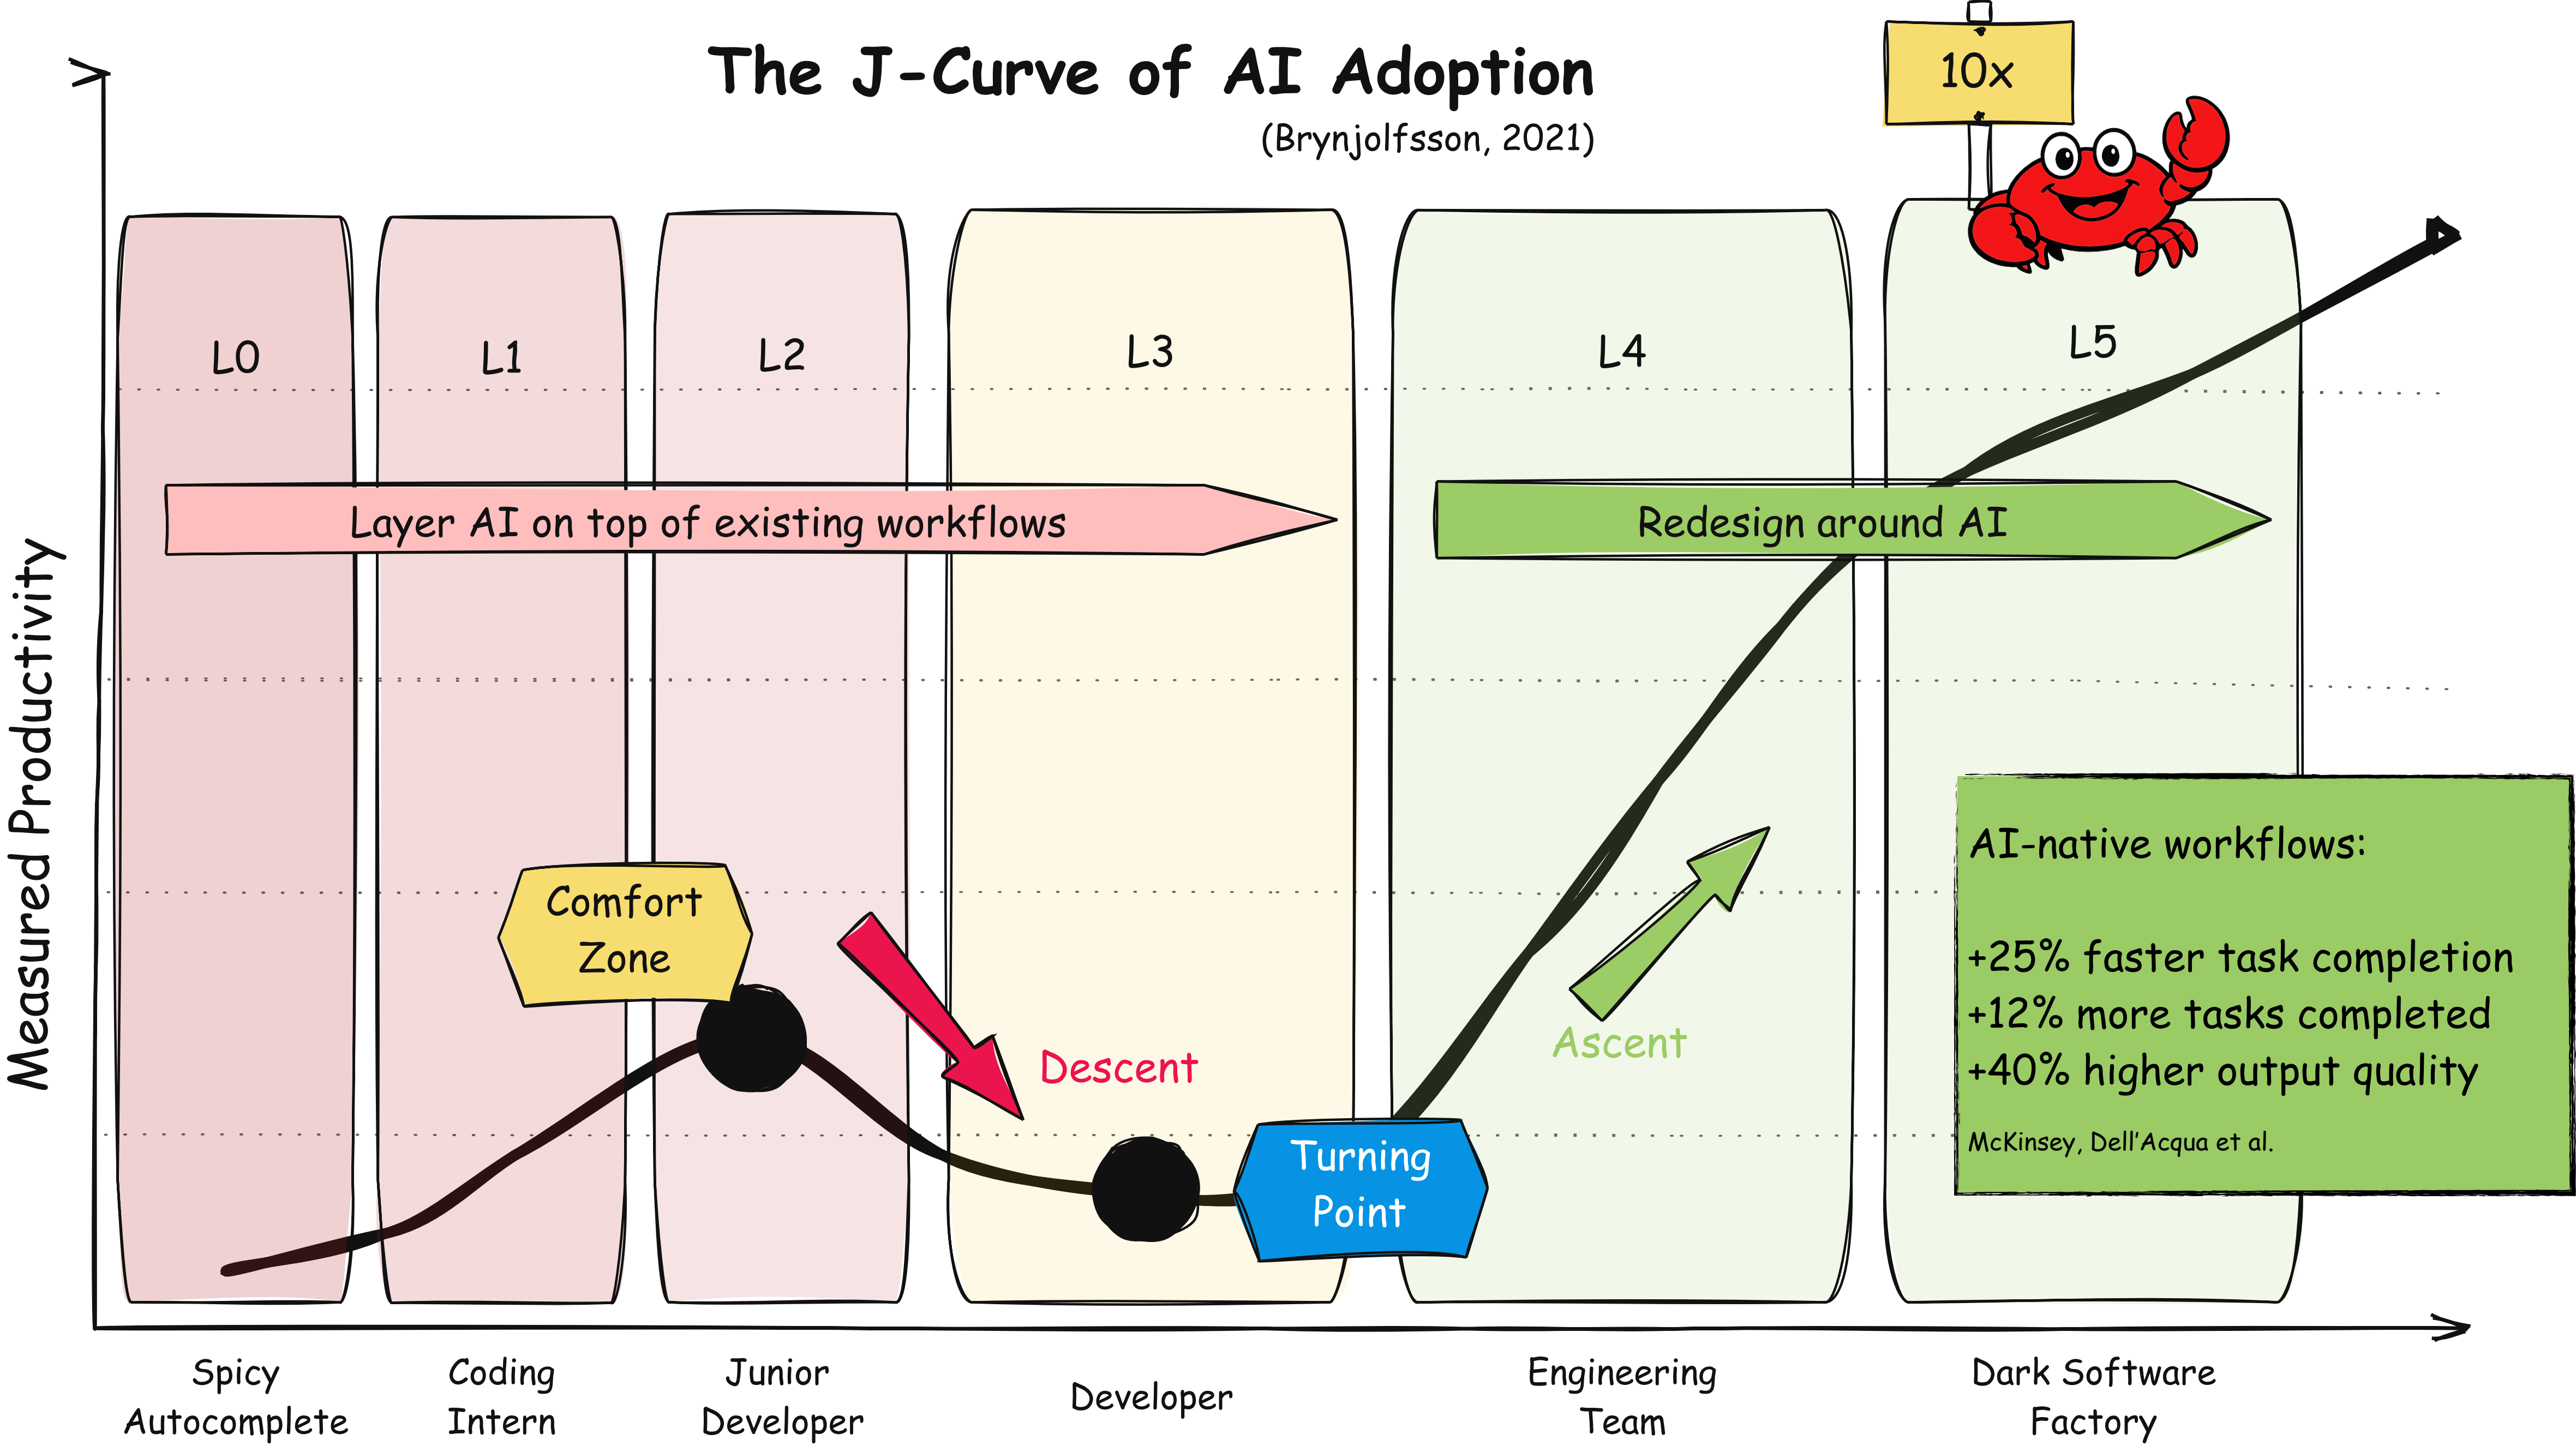 The J-Curve of AI Adoption
(Brynjolfsson, 2021)
10x
Measured Productivity
L0
L1
L2
L3
L4
L5
Layer AI on top of existing workflows
Redesign around AI
Comfort
Zone
Descent
Turning
Point
Ascent
AI-native workflows:
+25% faster task completion
+12% more tasks completed
+40% higher output quality
McKinsey, Dell'Acqua et al.
Spicy
Autocomplete
Coding
Intern
Junior
Developer
Developer
Engineering
Team
Dark Software
Factory